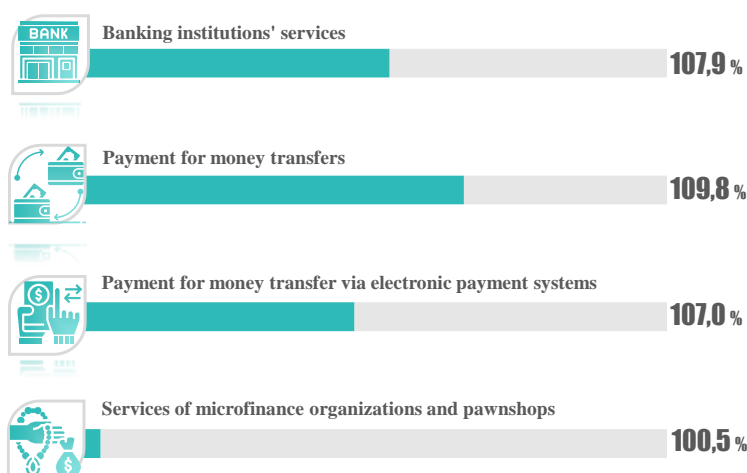 BANK
Banking institutions' services
107,9 %
Payment for money transfers
109,8 %
Payment for money transfer via electronic payment systems
$
107,0 %
Services of microfinance organizations and pawnshops
100,5 %
$